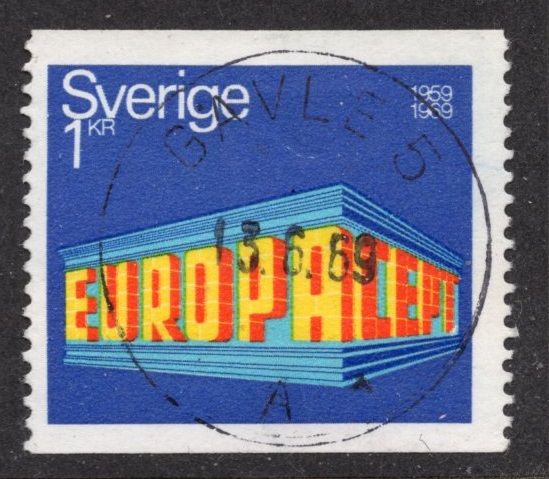 Sverige
1 KR
1959
1969
GÄVLE 5
13.6.69
EUROPA CEPT
A